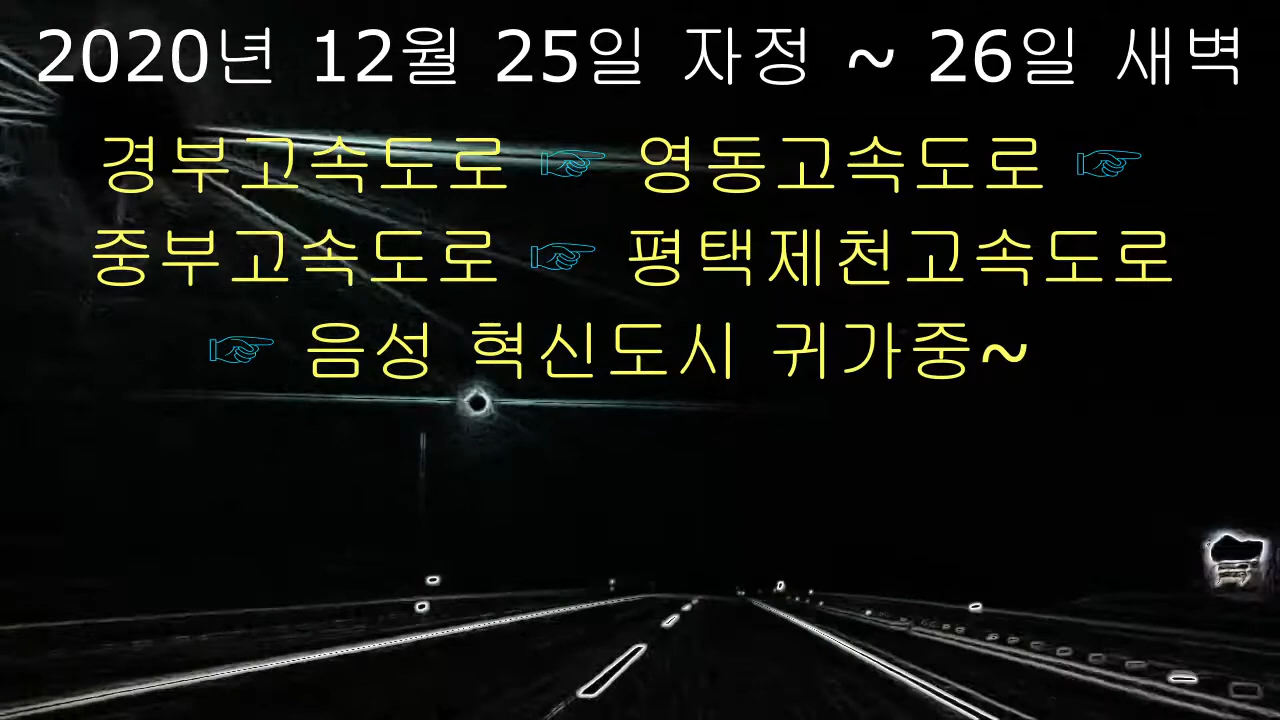 2020년 12월 25일 자정 ~ 26일 새벽
경부고속도로 ☞ 영동고속도로 ☞
중부고속도로 ☞ 평택제천고속도로
☞ 음성 혁신도시 귀가중~